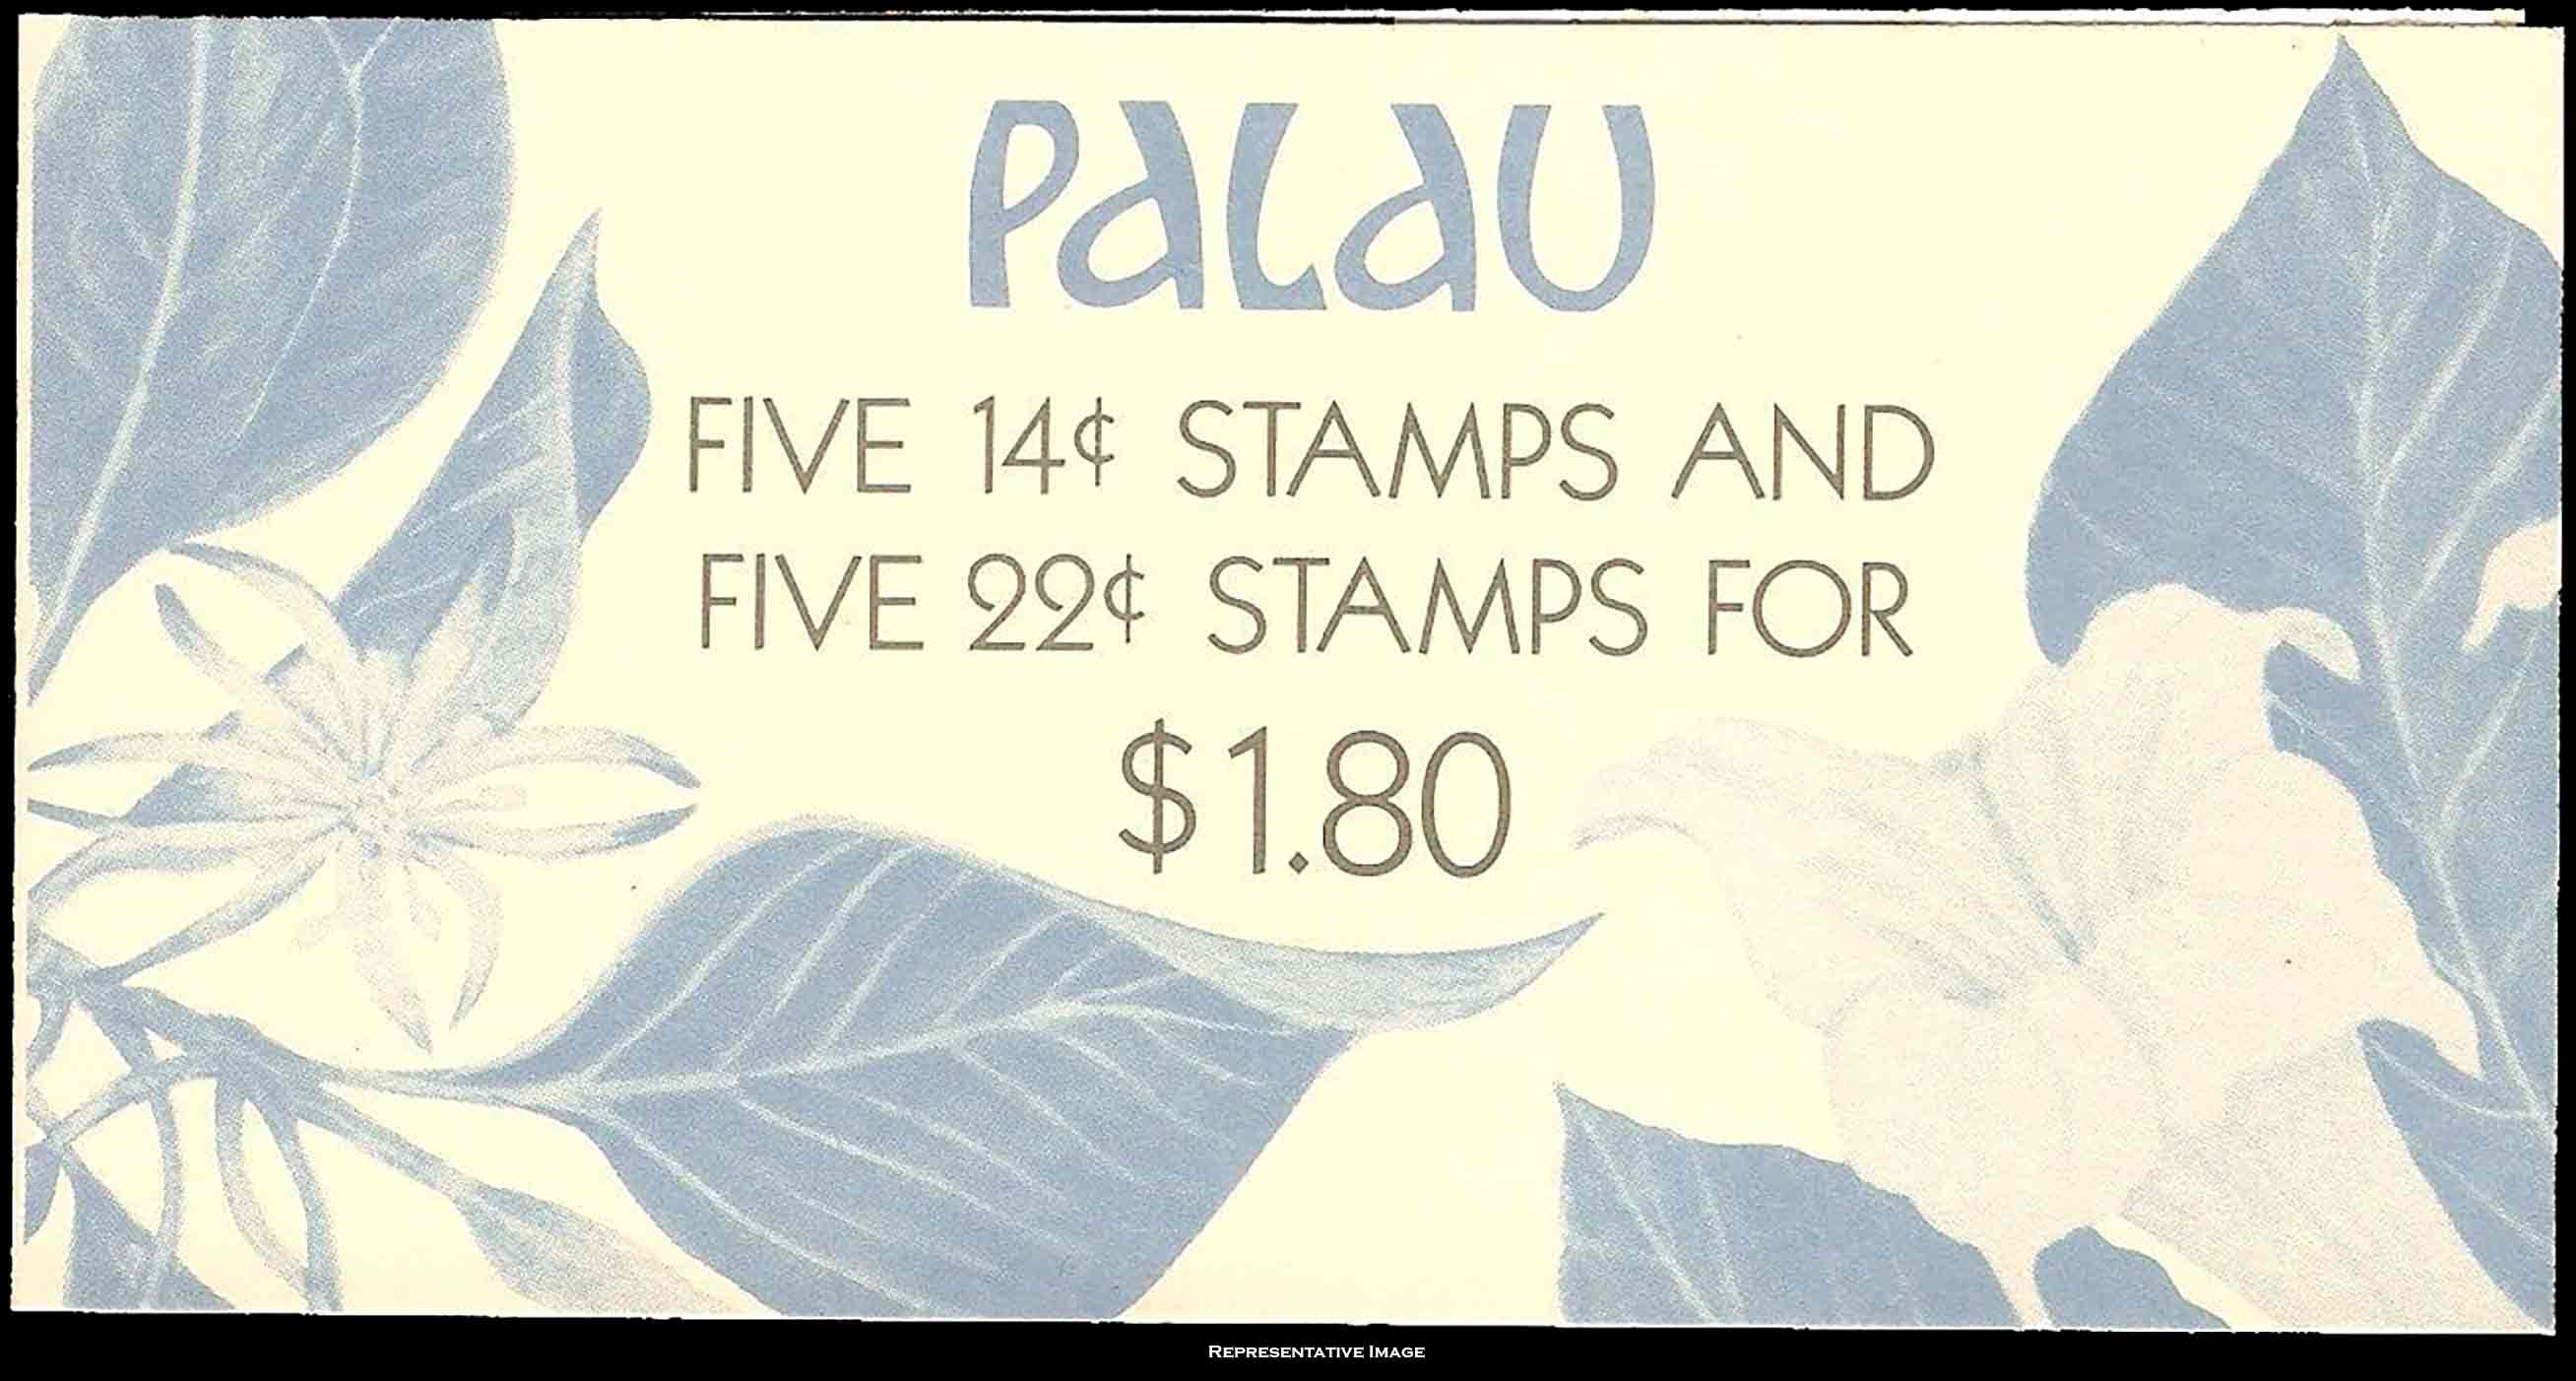 PALAU
FIVE 14¢ STAMPS AND
FIVE 22¢ STAMPS FOR
$1.80
REPRESENTATIVE IMAGE